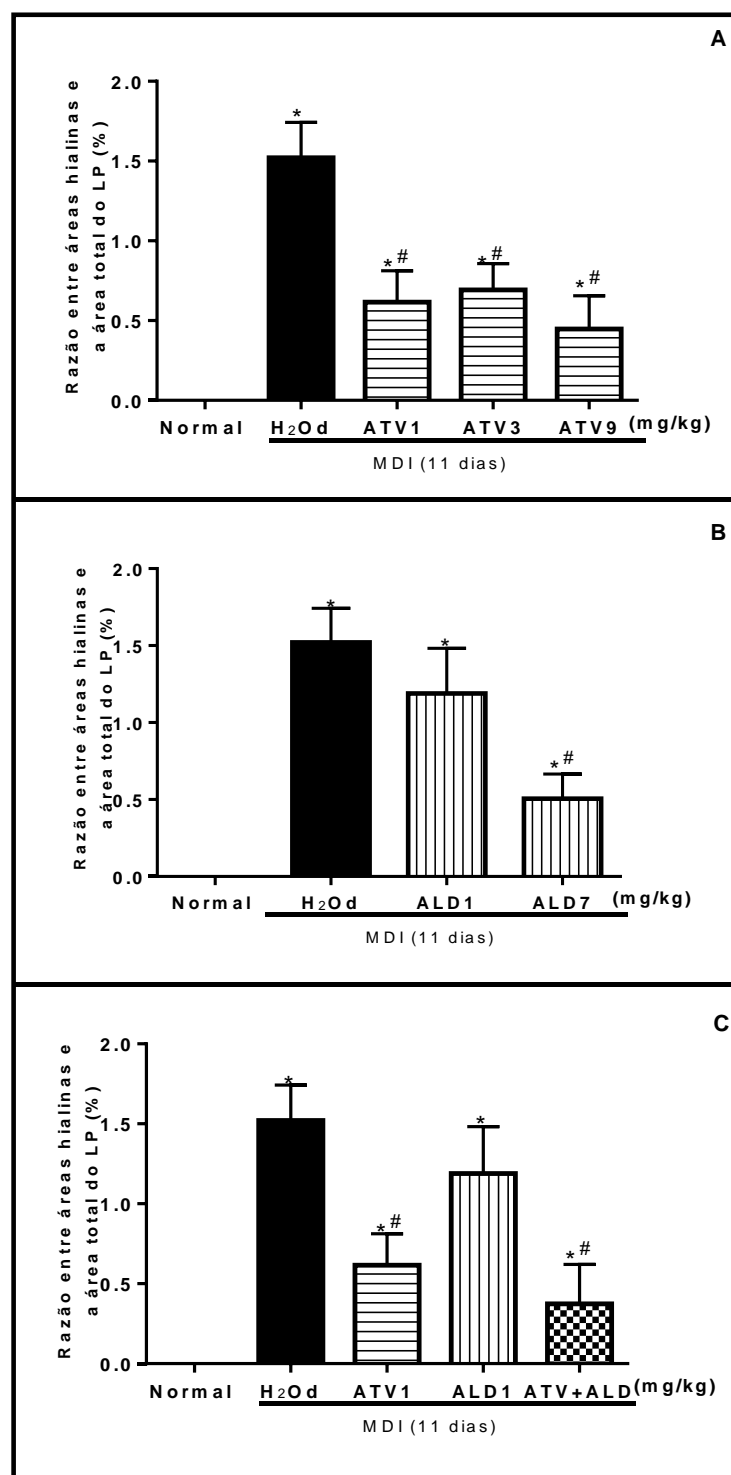 A
Razão entre áreas hialinas e
a área total do LP (%)
2.0
1.5
1.0
0.5
0.0
*
*#
*#
*#
Normal H₂Od ATV1 ATV3 ATV9 (mg/kg)
MDI (11 dias)
B
Razão entre áreas hialinas e
a área total do LP (%)
2.0
1.5
1.0
0.5
0.0
*
*
*#
Normal H₂Od ALD1 ALD7 (mg/kg)
MDI (11 dias)
C
Razão entre áreas hialinas e
a área total do LP (%)
2.0
1.5
1.0
0.5
0.0
*
*#
*
*#
Normal H₂Od ATV1 ALD1 ATV+ALD (mg/kg)
MDI (11 dias)